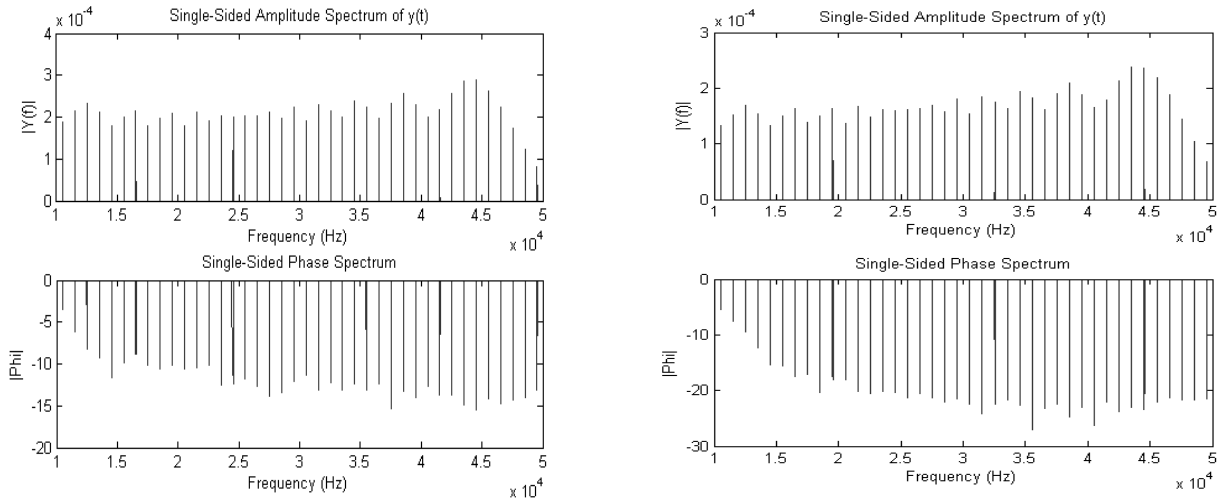 Single-Sided Amplitude Spectrum of y(t)
x 10^-4
4
3
2
1
0
|Y(f)|
1 1.5 2 2.5 3 3.5 4 4.5 5
Frequency (Hz)
x 10^4
Single-Sided Phase Spectrum
0
-5
-10
-15
-20
|Phi|
1 1.5 2 2.5 3 3.5 4 4.5 5
Frequency (Hz)
x 10^4
Single-Sided Amplitude Spectrum of y(t)
x 10^-4
3
2
1
0
|Y(f)|
1 1.5 2 2.5 3 3.5 4 4.5 5
Frequency (Hz)
x 10^4
Single-Sided Phase Spectrum
0
-10
-20
-30
|Phi|
1 1.5 2 2.5 3 3.5 4 4.5 5
Frequency (Hz)
x 10^4